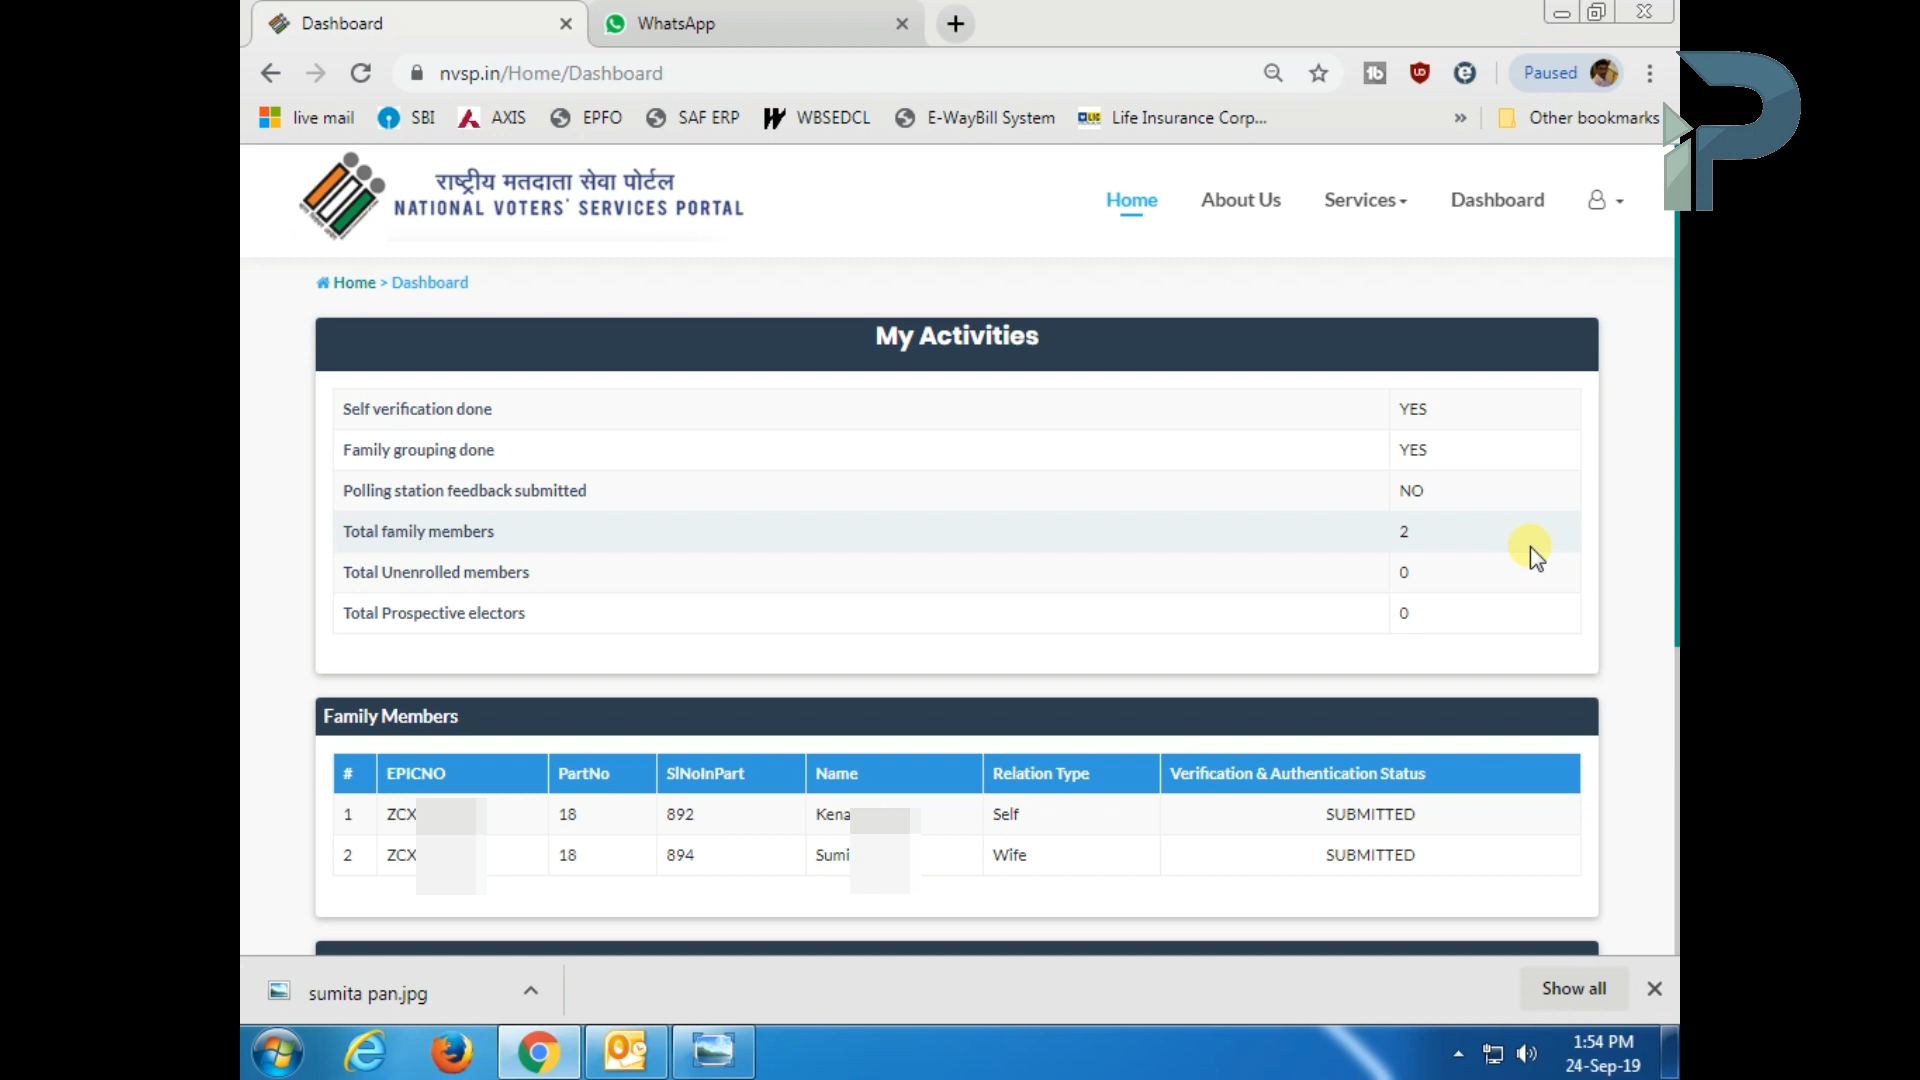 Dashboard
WhatsApp
nvsp.in/Home/Dashboard
Paused
live mail
SBI
AXIS
EPFO
SAF ERP
WBSEDCL
E-WayBill System
Life Insurance Corp...
»
Other bookmarks
राष्ट्रीय मतदाता सेवा पोर्टल
NATIONAL VOTERS' SERVICES PORTAL
Home
About Us
Services
Dashboard
Home > Dashboard
My Activities
Self verification done YES
Family grouping done YES
Polling station feedback submitted NO
Total family members 2
Total Unenrolled members 0
Total Prospective electors 0
Family Members
# EPICNO PartNo SlNoInPart Name Relation Type Verification & Authentication Status
1 ZCX 18 892 Kena Self SUBMITTED
2 ZCX 18 894 Sumi Wife SUBMITTED
sumita pan.jpg
Show all
1:54 PM
24-Sep-19